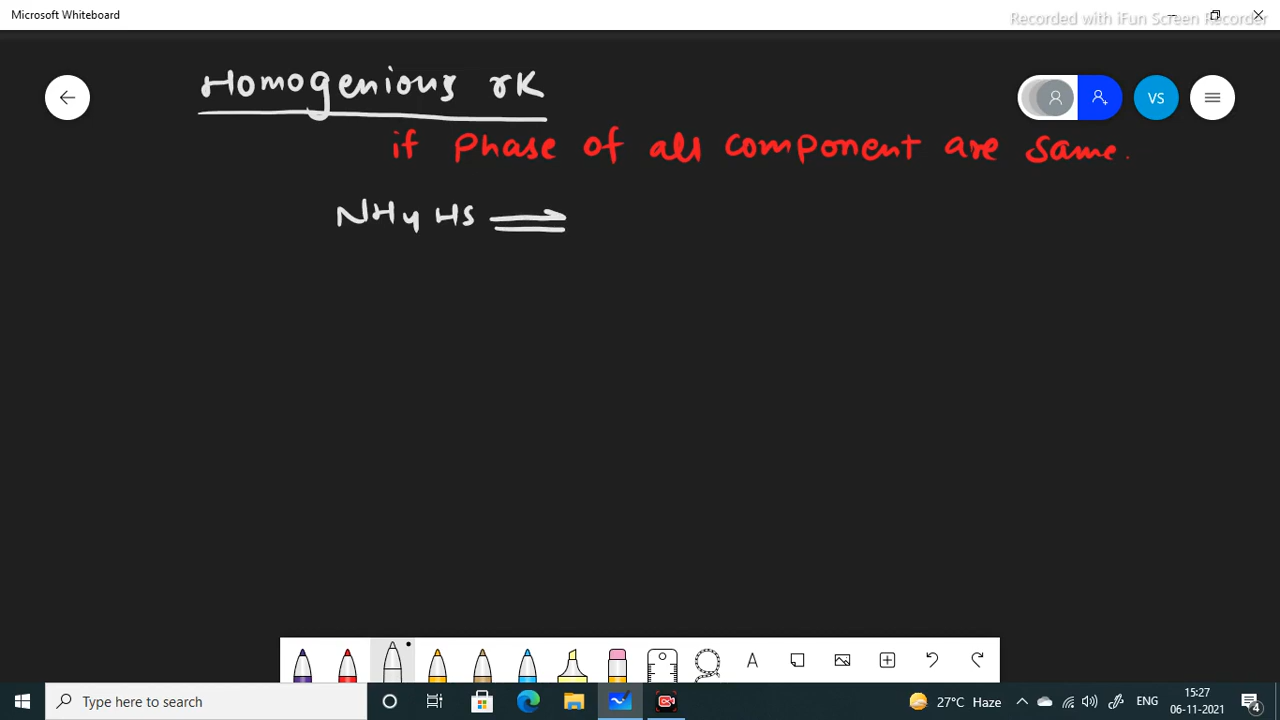 Microsoft Whiteboard
Recorded with iFun Screen Recorder
Homogenious rK
if Phase of all component are same.
VS
NH4 HS ⇌
A
Type here to search
27°C Haze
ENG
15:27
06-11-2021
4